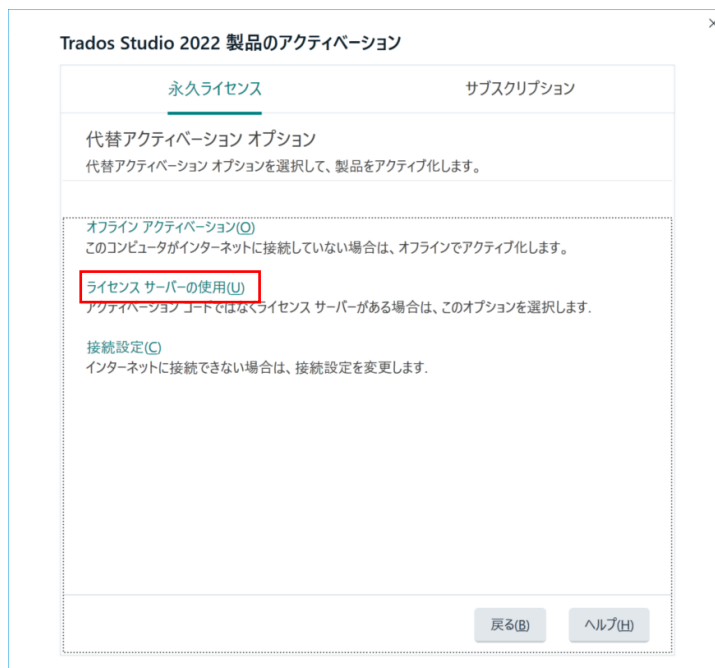 Trados Studio 2022 製品のアクティベーション
永久ライセンス
サブスクリプション
代替アクティベーション オプション
代替アクティベーション オプションを選択して、製品をアクティブ化します。
オフライン アクティベーション(O)
このコンピュータがインターネットに接続していない場合は、オフラインでアクティブ化します。
ライセンス サーバーの使用(U)
アクティベーション コードではなくライセンス サーバーがある場合は、このオプションを選択します.
接続設定(C)
インターネットに接続できない場合は、接続設定を変更します.
戻る(B)
ヘルプ(H)